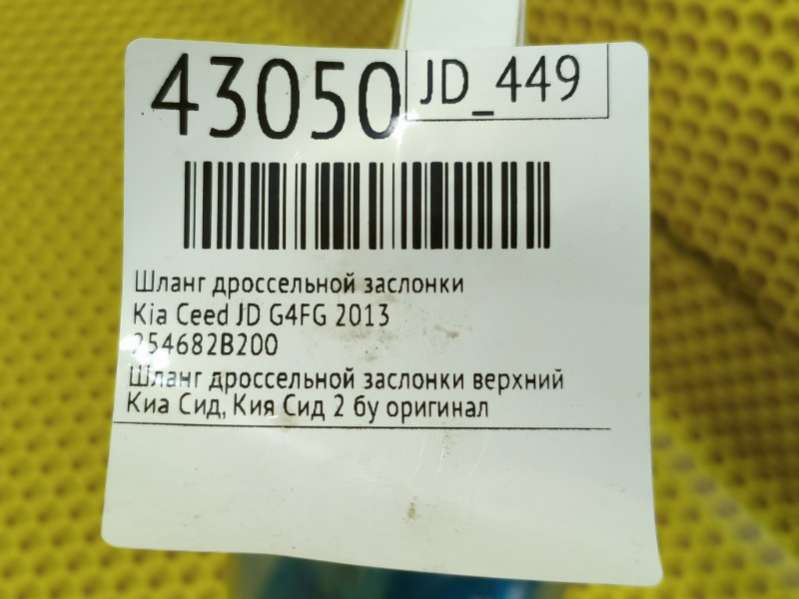 43050
JD_449
Шланг дроссельной заслонки
Kia Ceed JD G4FG 2013
254682B200
Шланг дроссельной заслонки верхний
Киа Сид, Кия Сид 2 бу оригинал